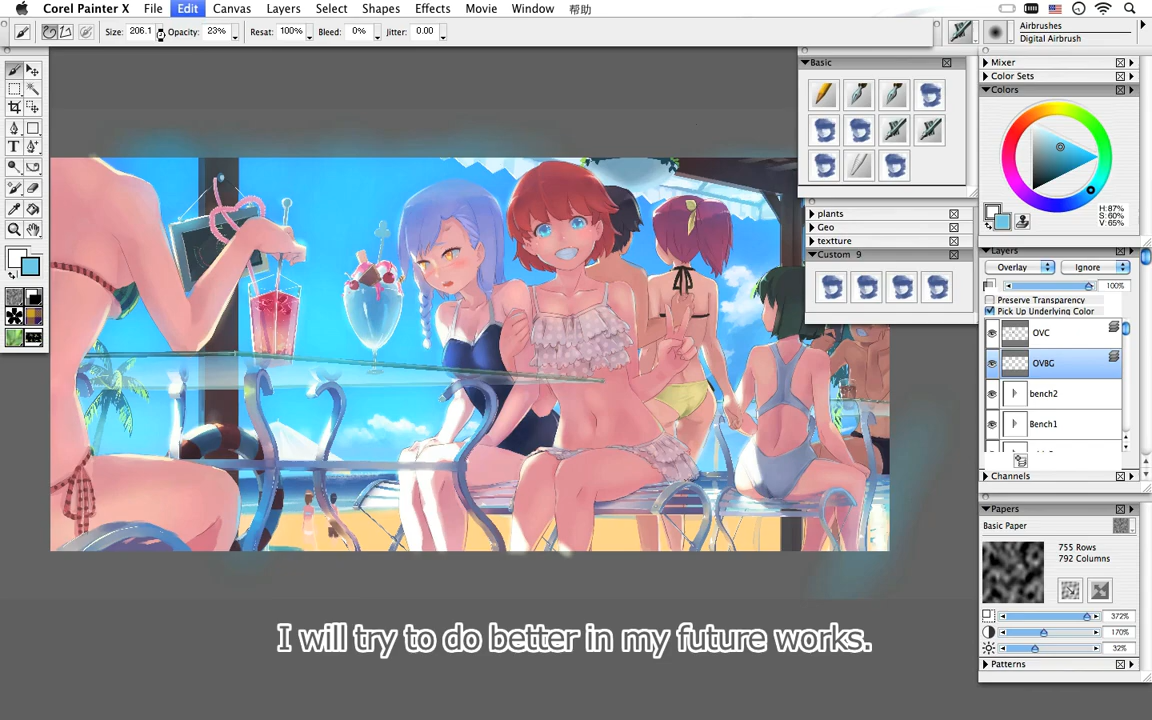 Corel Painter X File Edit Canvas Layers Select Shapes Effects Movie Window 帮助
Size: 206.1 Opacity: 23% Resat: 100% Bleed: 0% Jitter: 0.00
Airbrushes
Digital Airbrush
Basic
Mixer
Color Sets
Colors
H:87%
S:60%
V:65%
plants
Geo
textture
Custom 9
Layers
Overlay Ignore
100%
Preserve Transparency
Pick Up Underlying Color
OVC
OVBG
bench2
Bench1
Channels
Papers
Basic Paper
755 Rows
792 Columns
372%
170%
32%
Patterns
I will try to do better in my future works.